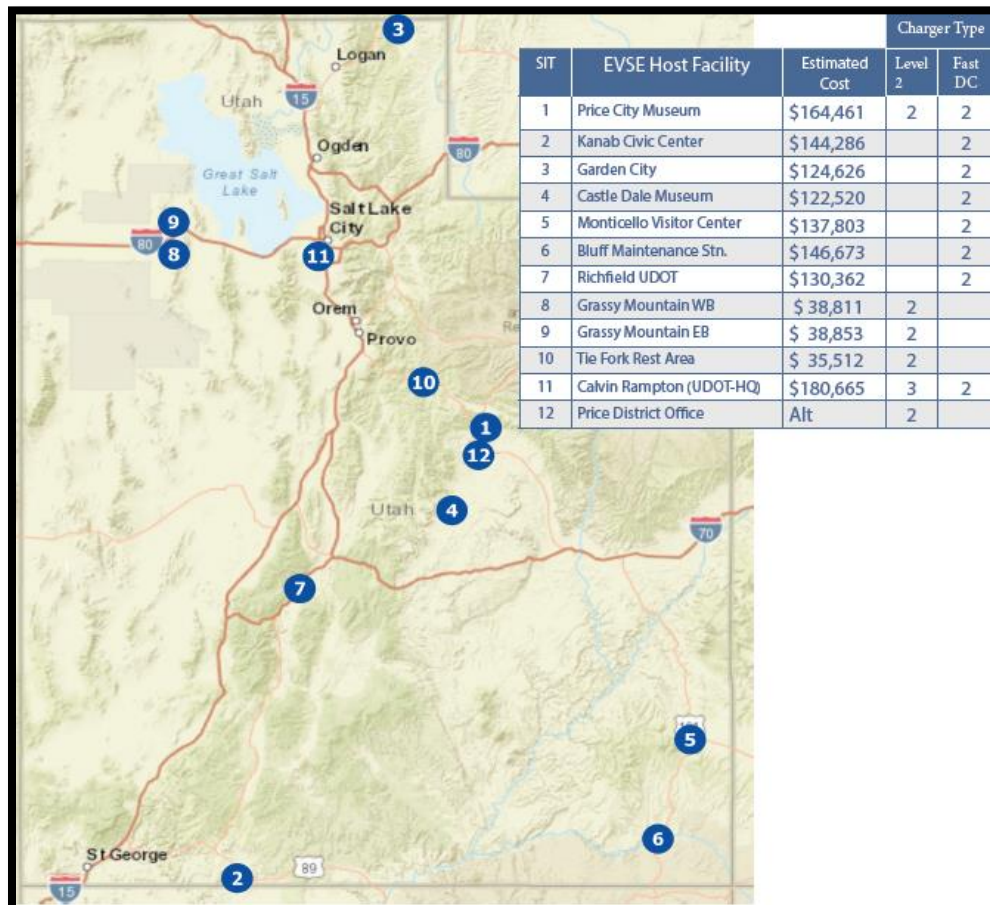 Charger Type
SIT EVSE Host Facility Estimated Cost Level 2 Fast DC
1 Price City Museum $164,461 2 2
2 Kanab Civic Center $144,286 2
3 Garden City $124,626 2
4 Castle Dale Museum $122,520 2
5 Monticello Visitor Center $137,803 2
6 Bluff Maintenance Stn. $146,673 2
7 Richfield UDOT $130,362 2
8 Grassy Mountain WB $ 38,811 2
9 Grassy Mountain EB $ 38,853 2
10 Tie Fork Rest Area $ 35,512 2
11 Calvin Rampton (UDOT-HQ) $180,665 3 2
12 Price District Office Alt 2
3
Logan
Utah
15
Ogden
80
Great Salt
Lake
Salt Lake
City
9
80
8
11
Orem
Provo
10
1
12
Utah
4
70
7
5
6
St George
2
89
15